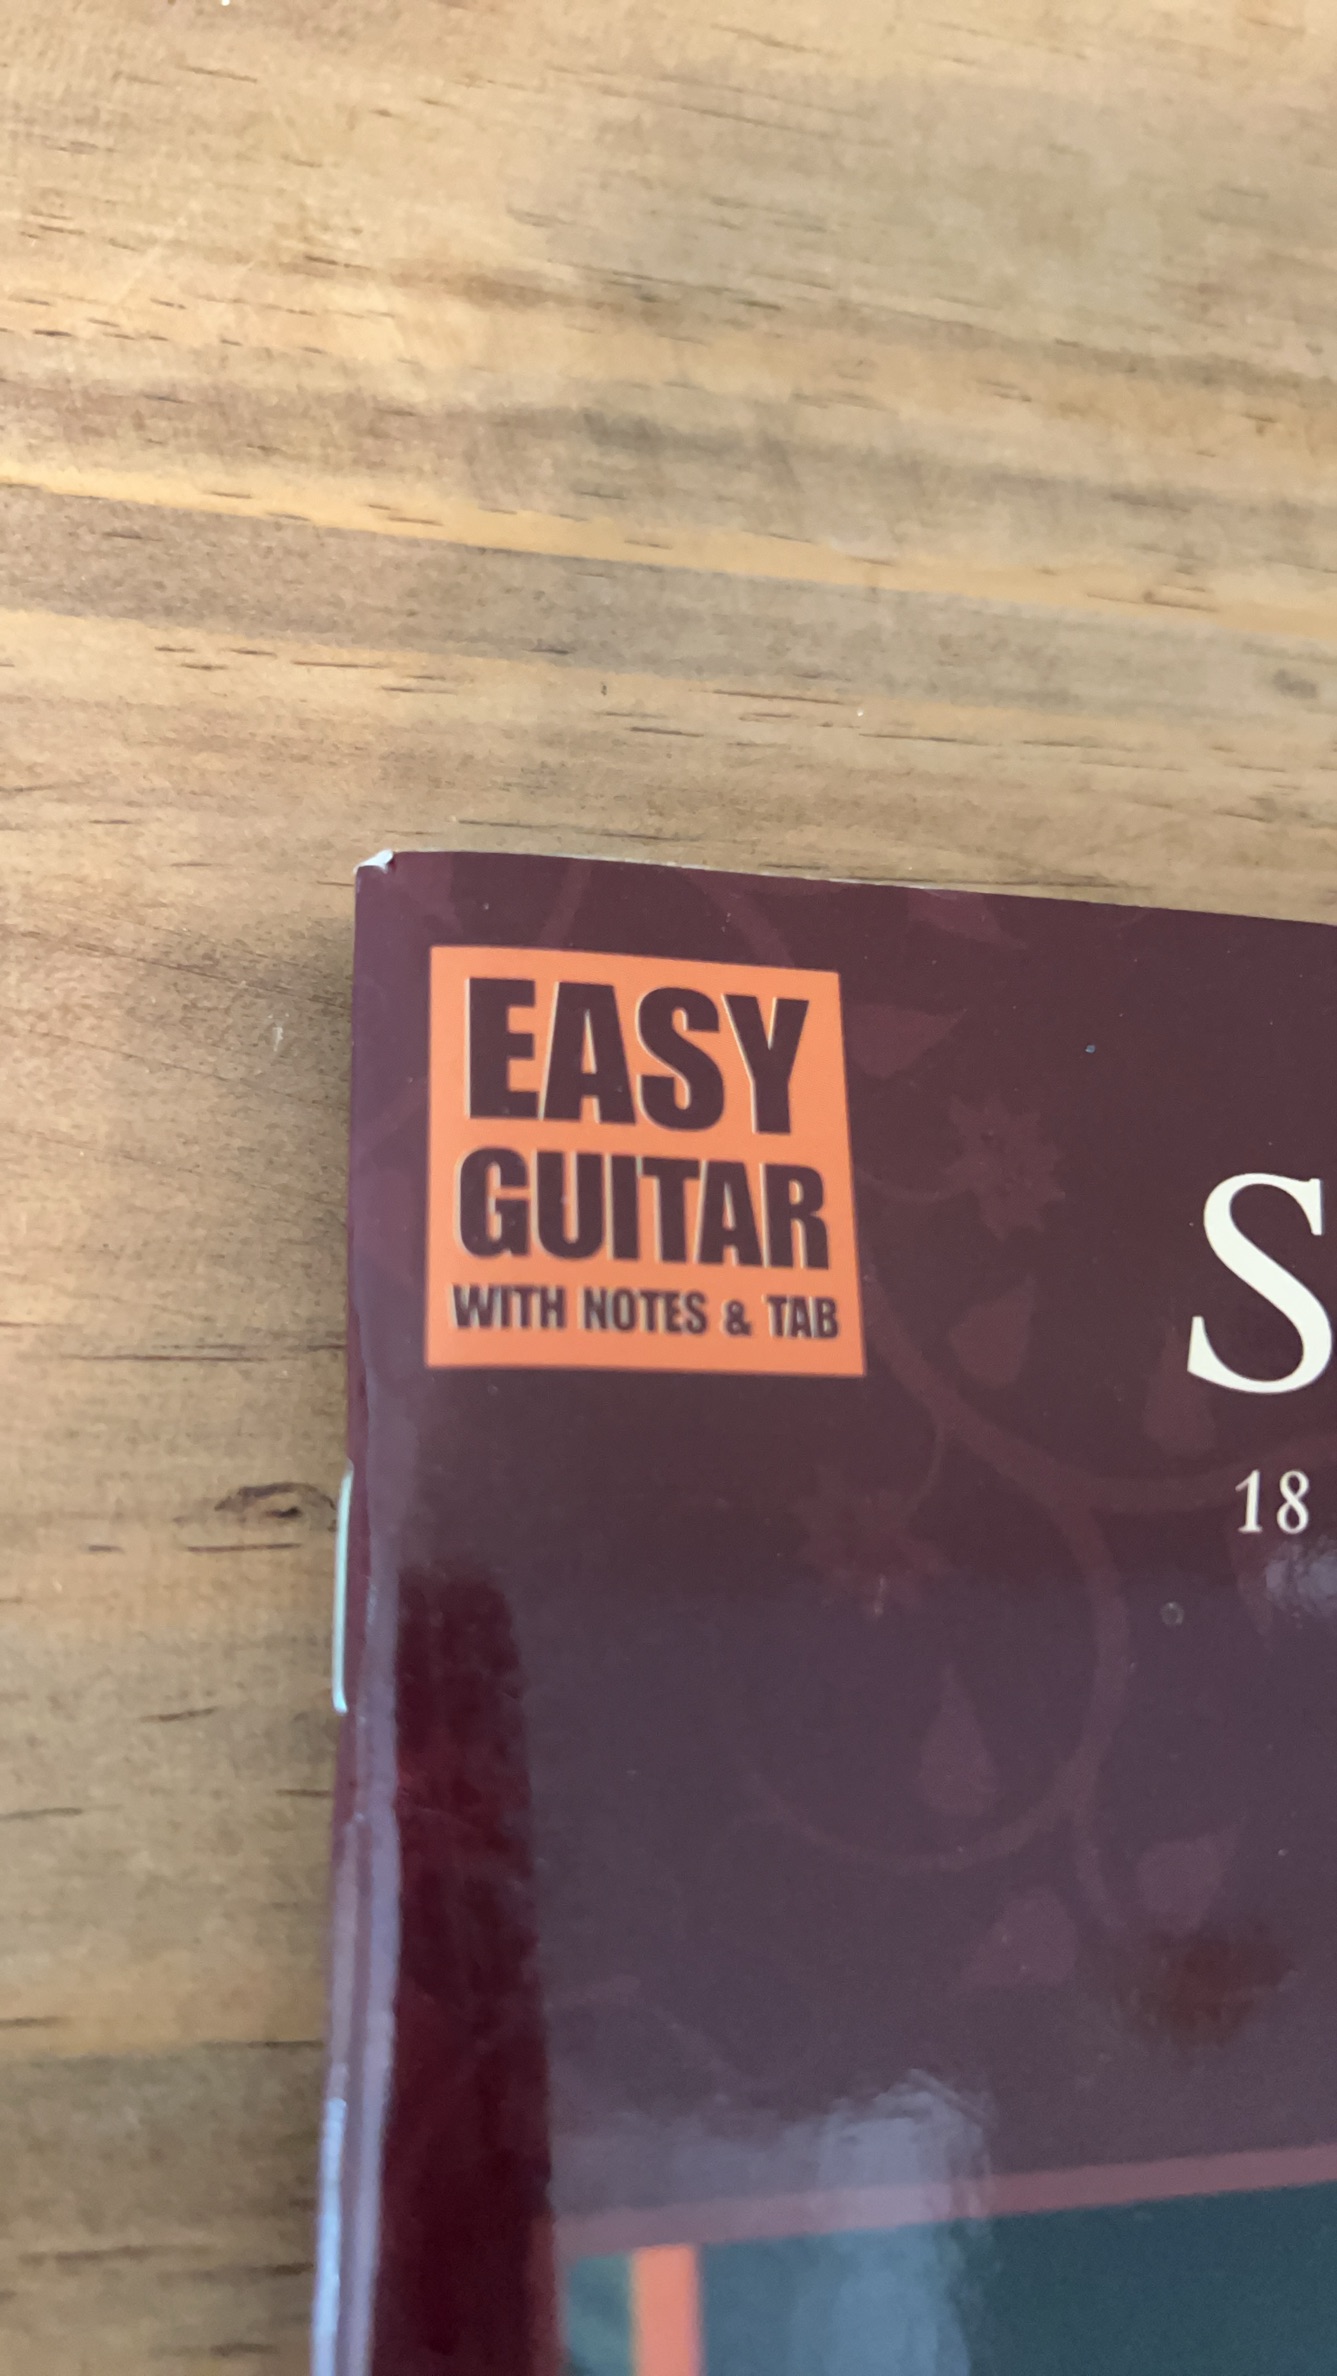 EASY
GUITAR
WITH NOTES & TAB
S
18